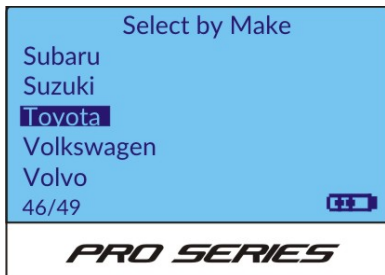 Select by Make
Subaru
Suzuki
Toyota
Volkswagen
Volvo
46/49
PRO SERIES